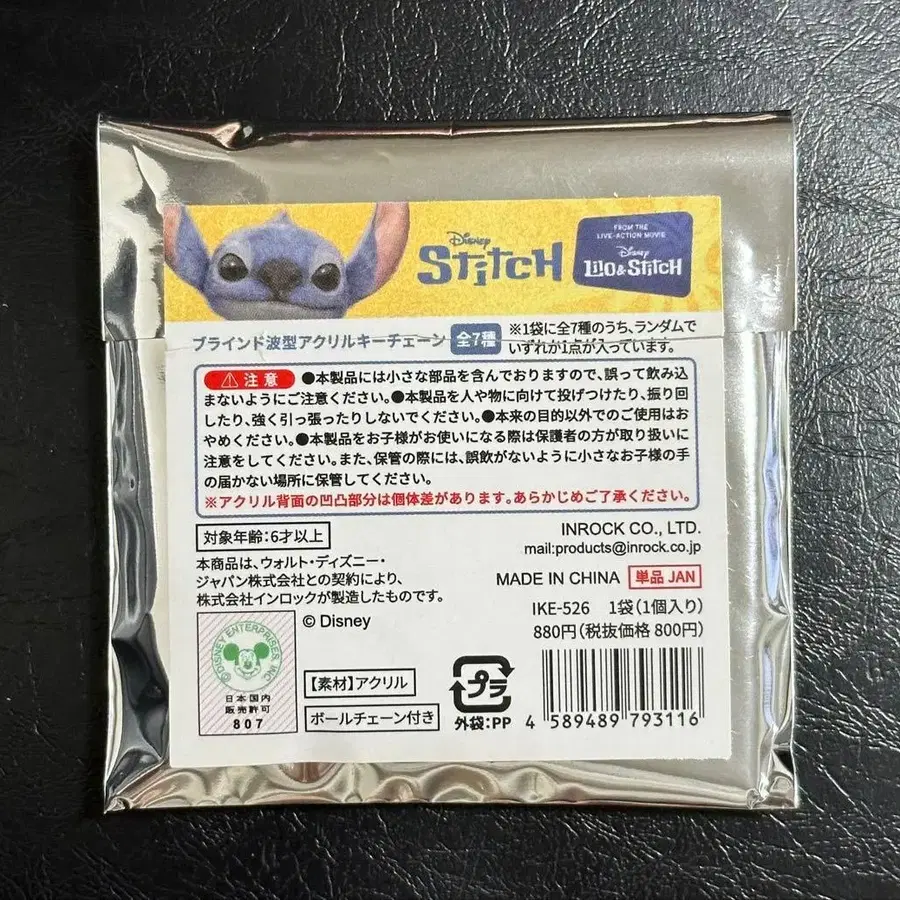 Disney
Stitch
FROM THE
LIVE-ACTION MOVIE
Disney
Lilo & Stitch
ブラインド波型アクリルキーチェーン 全7種
※1袋に全7種のうち、ランダムで
いずれか1点が入っています。
注意 ●本製品には小さな部品を含んでおりますので、誤って飲み込
まないようにご注意ください。●本製品を人や物に向けて投げつけたり、振り回
したり、強く引っ張ったりしないでください。●本来の目的以外でのご使用はお
やめください。●本製品をお子様がお使いになる際は保護者の方が取り扱いに
注意をしてください。また、保管の際には、誤飲がないように小さなお子様の手
の届かない場所に保管してください。
※アクリル背面の凹凸部分は個体差があります。あらかじめご了承ください。
対象年齢:6才以上
INROCK CO., LTD.
mail:products@inrock.co.jp
本商品は、ウォルト・ディズニー・
ジャパン株式会社との契約により、
株式会社インロックが製造したものです。
MADE IN CHINA 単品 JAN
IKE-526 1袋(1個入り)
880円(税抜価格 800円)
© Disney
©DISNEY ENTERPRISES, INC.
日本国内
販売許可
807
【素材】アクリル
ボールチェーン付き
プラ
外袋:PP
4 589489 793116